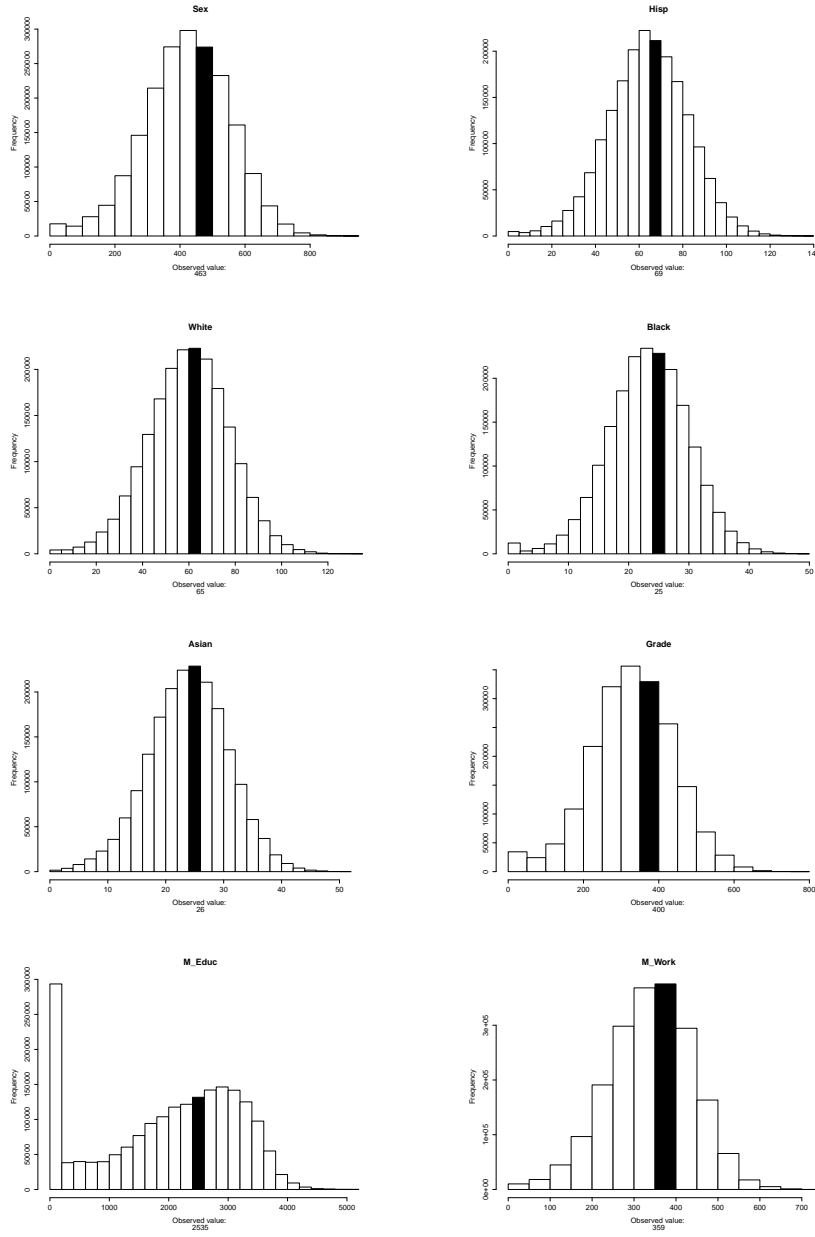 Sex
Frequency
0 50000 100000 150000 200000 250000 300000
0 200 400 600 800
Observed value:
463
Hisp
Frequency
0 50000 100000 150000 200000
0 20 40 60 80 100 120 140
Observed value:
69
White
Frequency
0 50000 100000 150000 200000
0 20 40 60 80 100 120
Observed value:
65
Black
Frequency
0 50000 100000 150000 200000
0 10 20 30 40 50
Observed value:
25
Asian
Frequency
0 50000 100000 150000 200000
0 10 20 30 40 50
Observed value:
26
Grade
Frequency
0 50000 100000 200000 300000
0 200 400 600 800
Observed value:
400
M_Educ
Frequency
0 50000 100000 150000 200000 250000 300000
0 1000 2000 3000 4000 5000
Observed value:
2535
M_Work
Frequency
0e+00 1e+05 2e+05 3e+05
0 100 200 300 400 500 600 700
Observed value:
359